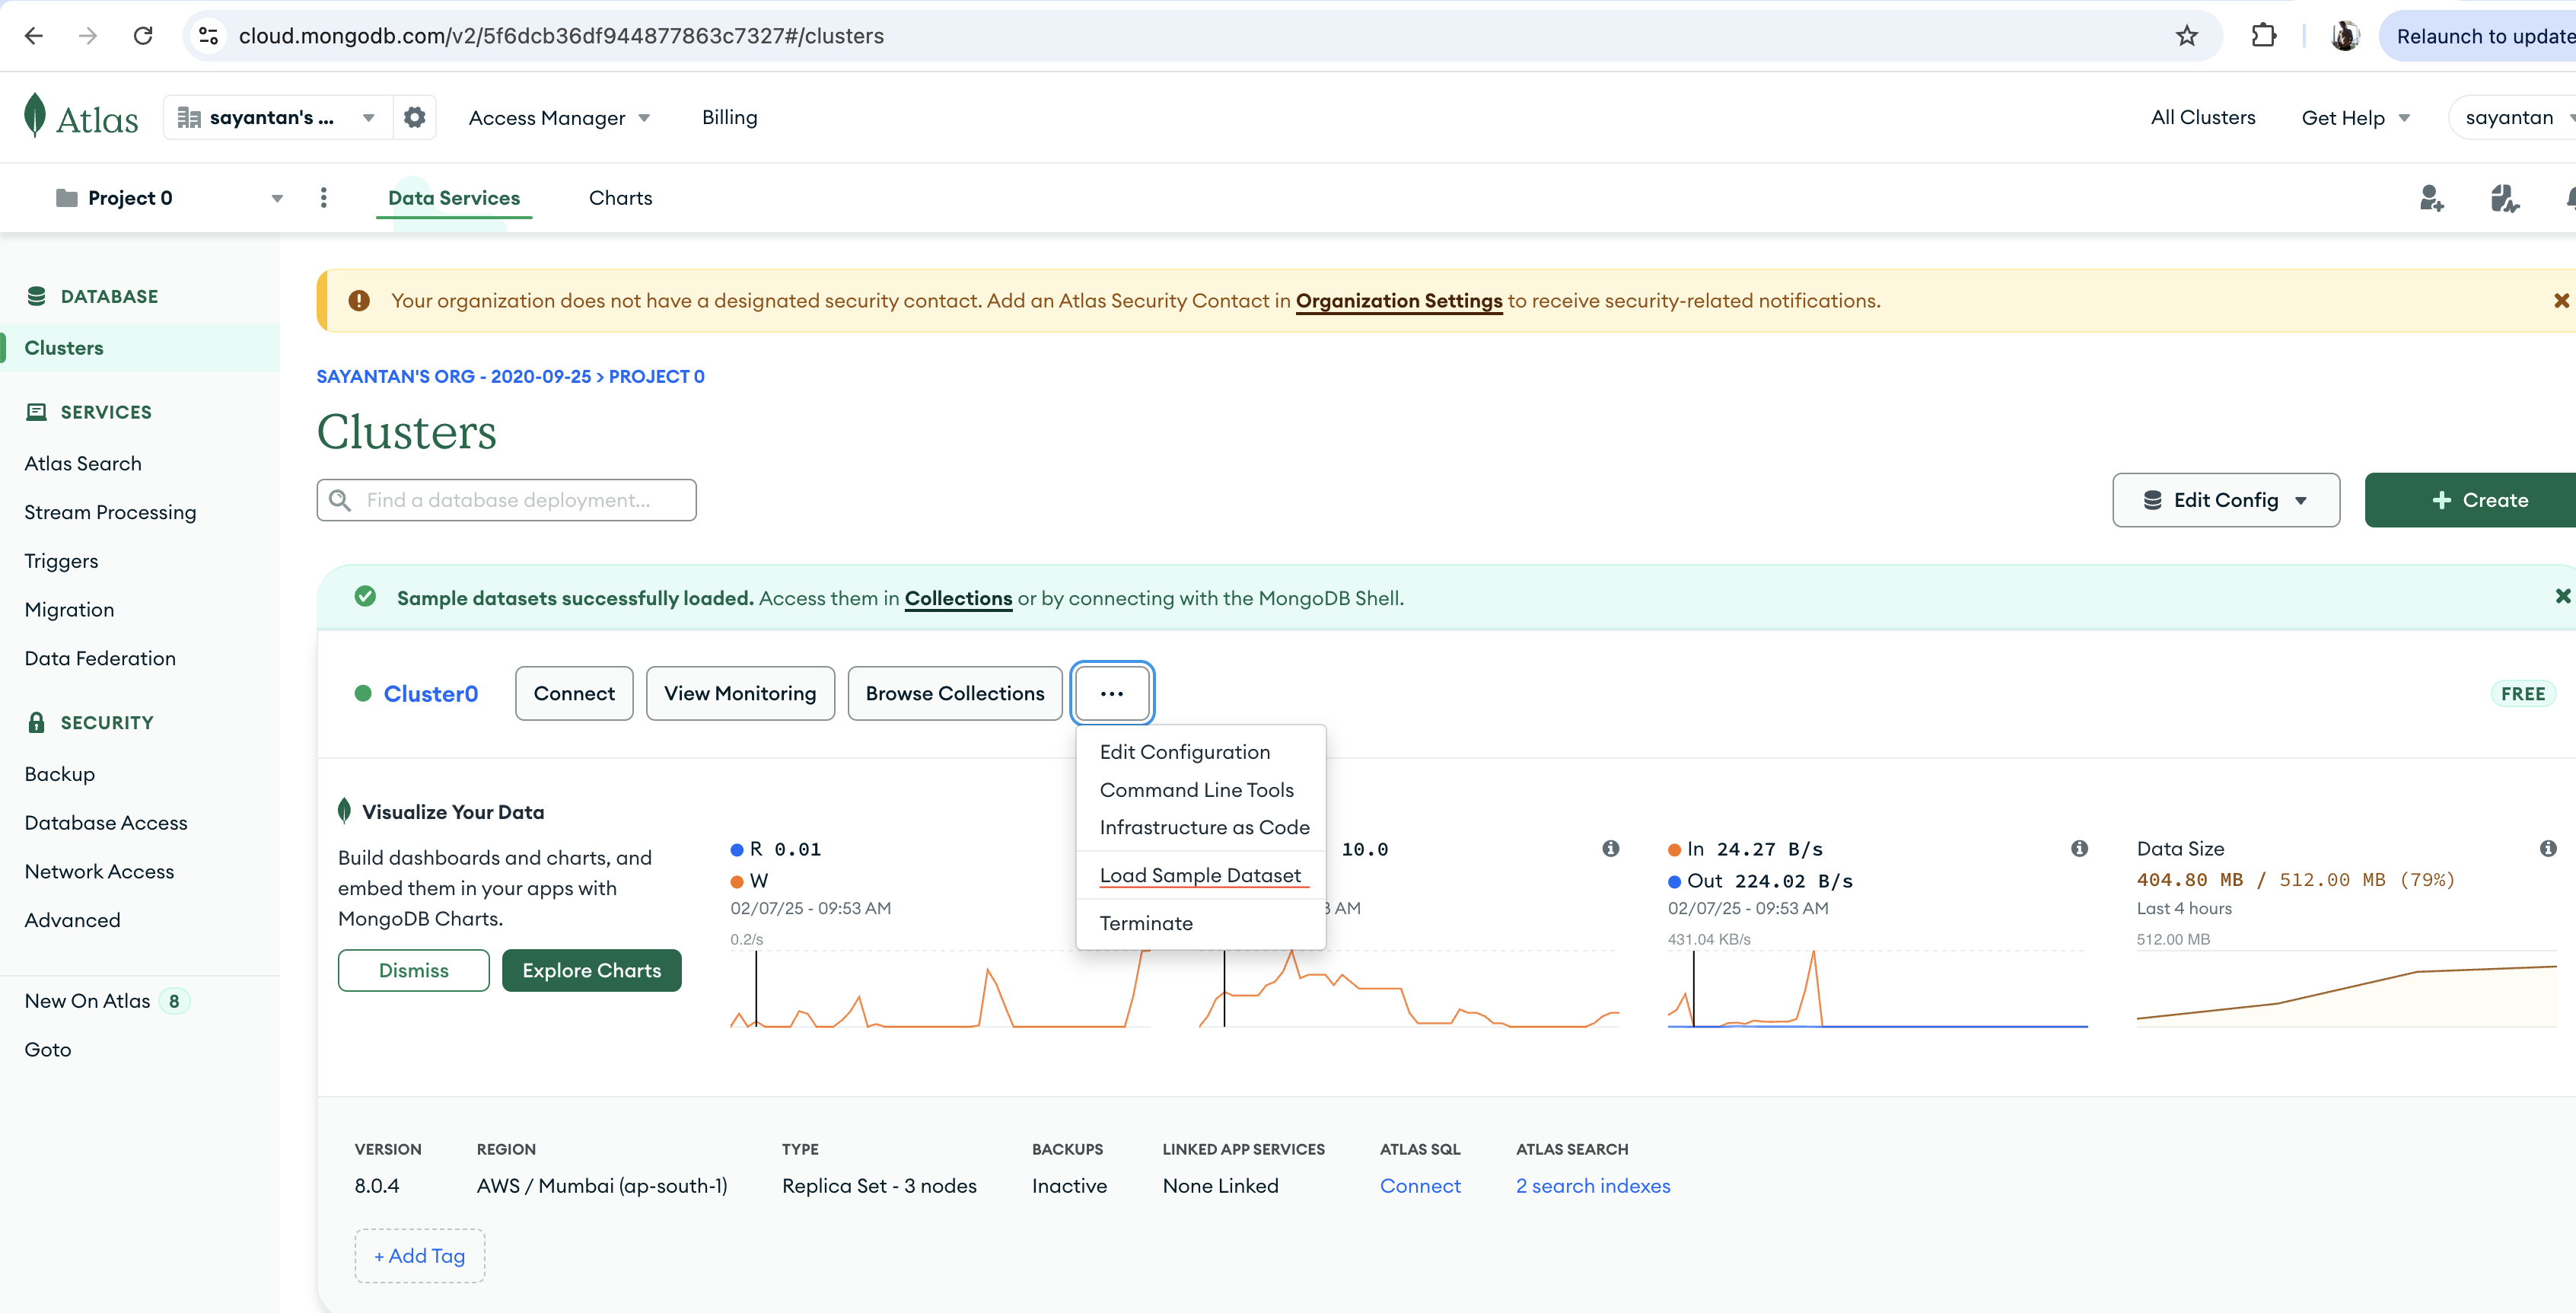 cloud.mongodb.com/v2/5f6dcb36df944877863c7327#/clusters
Relaunch to update
Atlas
sayantan's ...
Access Manager
Billing
All Clusters
Get Help
sayantan
Project 0
Data Services
Charts
DATABASE
Clusters
SERVICES
Atlas Search
Stream Processing
Triggers
Migration
Data Federation
SECURITY
Backup
Database Access
Network Access
Advanced
New On Atlas 8
Goto
Your organization does not have a designated security contact. Add an Atlas Security Contact in Organization Settings to receive security-related notifications.
SAYANTAN'S ORG - 2020-09-25 > PROJECT 0
Clusters
Find a database deployment...
Edit Config
+ Create
Sample datasets successfully loaded. Access them in Collections or by connecting with the MongoDB Shell.
Cluster0
Connect
View Monitoring
Browse Collections
...
FREE
Edit Configuration
Command Line Tools
Infrastructure as Code
Load Sample Dataset
Terminate
Visualize Your Data
Build dashboards and charts, and
embed them in your apps with
MongoDB Charts.
Dismiss
Explore Charts
R 0.01
W
02/07/25 - 09:53 AM
0.2/s
10.0
3 AM
In 24.27 B/s
Out 224.02 B/s
02/07/25 - 09:53 AM
431.04 KB/s
Data Size
404.80 MB / 512.00 MB (79%)
Last 4 hours
512.00 MB
VERSION
8.0.4
REGION
AWS / Mumbai (ap-south-1)
TYPE
Replica Set - 3 nodes
BACKUPS
Inactive
LINKED APP SERVICES
None Linked
ATLAS SQL
Connect
ATLAS SEARCH
2 search indexes
+ Add Tag